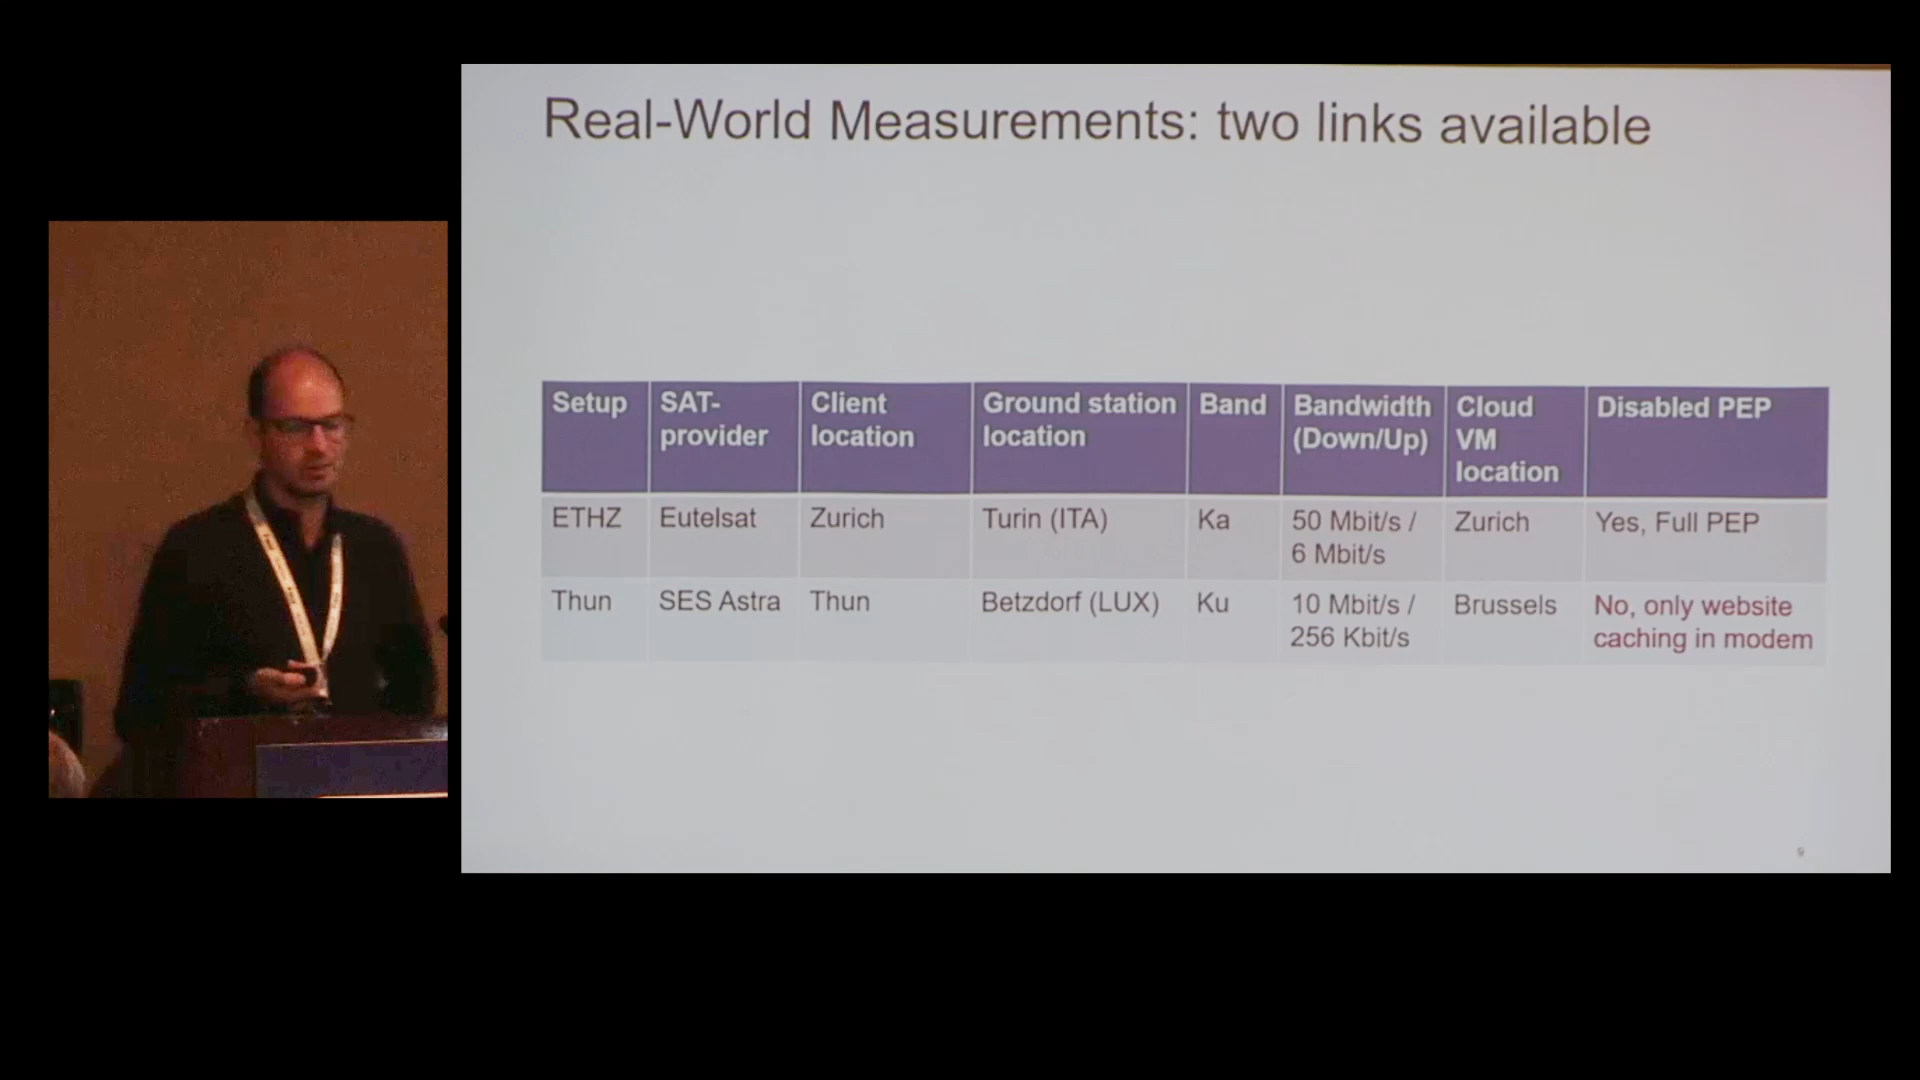 Real-World Measurements: two links available
Setup
SAT-
provider
Client
location
Ground station
location
Band
Bandwidth
(Down/Up)
Cloud
VM
location
Disabled PEP
ETHZ
Eutelsat
Zurich
Turin (ITA)
Ka
50 Mbit/s /
6 Mbit/s
Zurich
Yes, Full PEP
Thun
SES Astra
Thun
Betzdorf (LUX)
Ku
10 Mbit/s /
256 Kbit/s
Brussels
No, only website
caching in modem
9